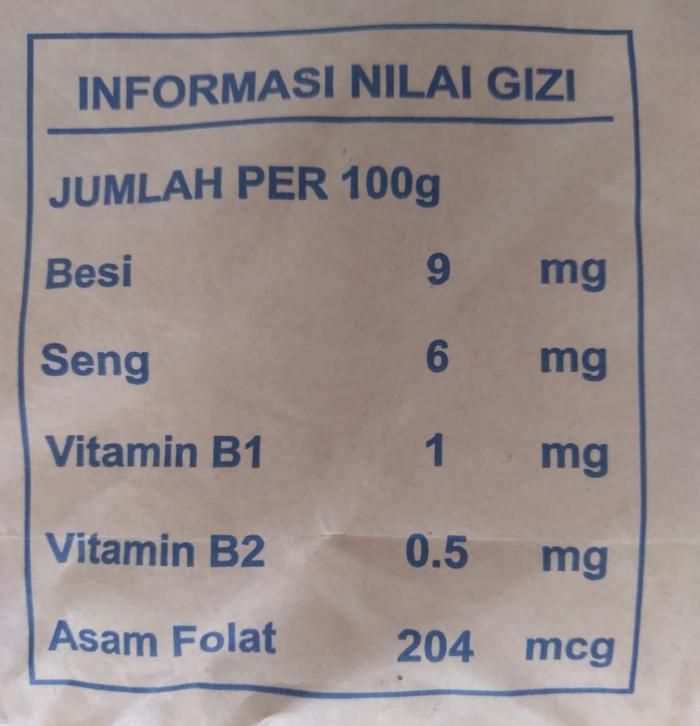 INFORMASI NILAI GIZI
JUMLAH PER 100g
Besi 9 mg
Seng 6 mg
Vitamin B1 1 mg
Vitamin B2 0.5 mg
Asam Folat 204 mcg